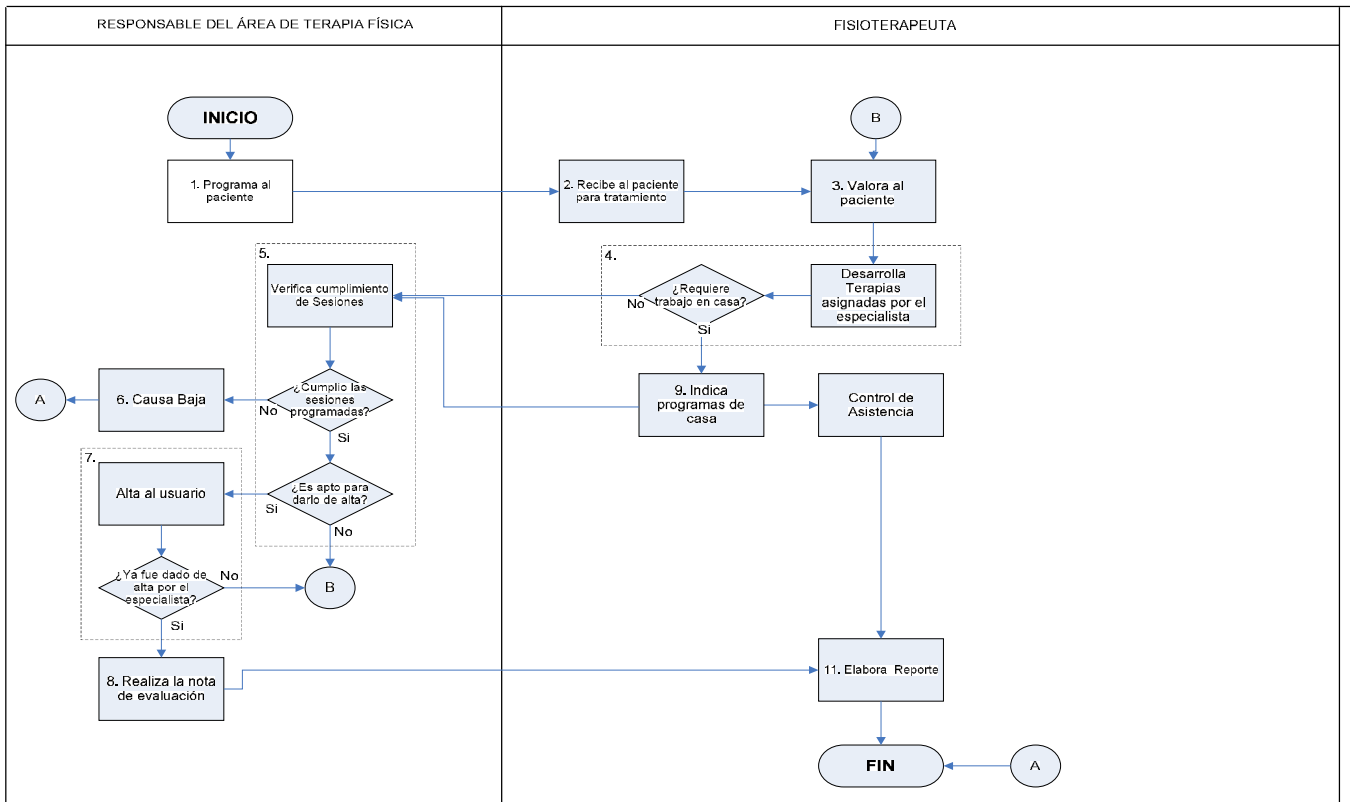 RESPONSABLE DEL ÁREA DE TERAPIA FÍSICA
FISIOTERAPEUTA
INICIO
B
1. Programa al
paciente
2. Recibe al paciente
para tratamiento
3. Valora al
paciente
5.
Verifica cumplimiento
de Sesiones
4.
¿Requiere
trabajo en casa?
No
Si
Desarrolla
Terapias
asignadas por el
especialista
A
6. Causa Baja
¿Cumplio las
sesiones
programadas?
No
Si
9. Indica
programas de
casa
Control de
Asistencia
7.
Alta al usuario
¿Es apto para
darlo de alta?
Si
No
¿Ya fue dado de
alta por el
especialista?
No
Si
B
8. Realiza la nota
de evaluación
11. Elabora Reporte
FIN
A